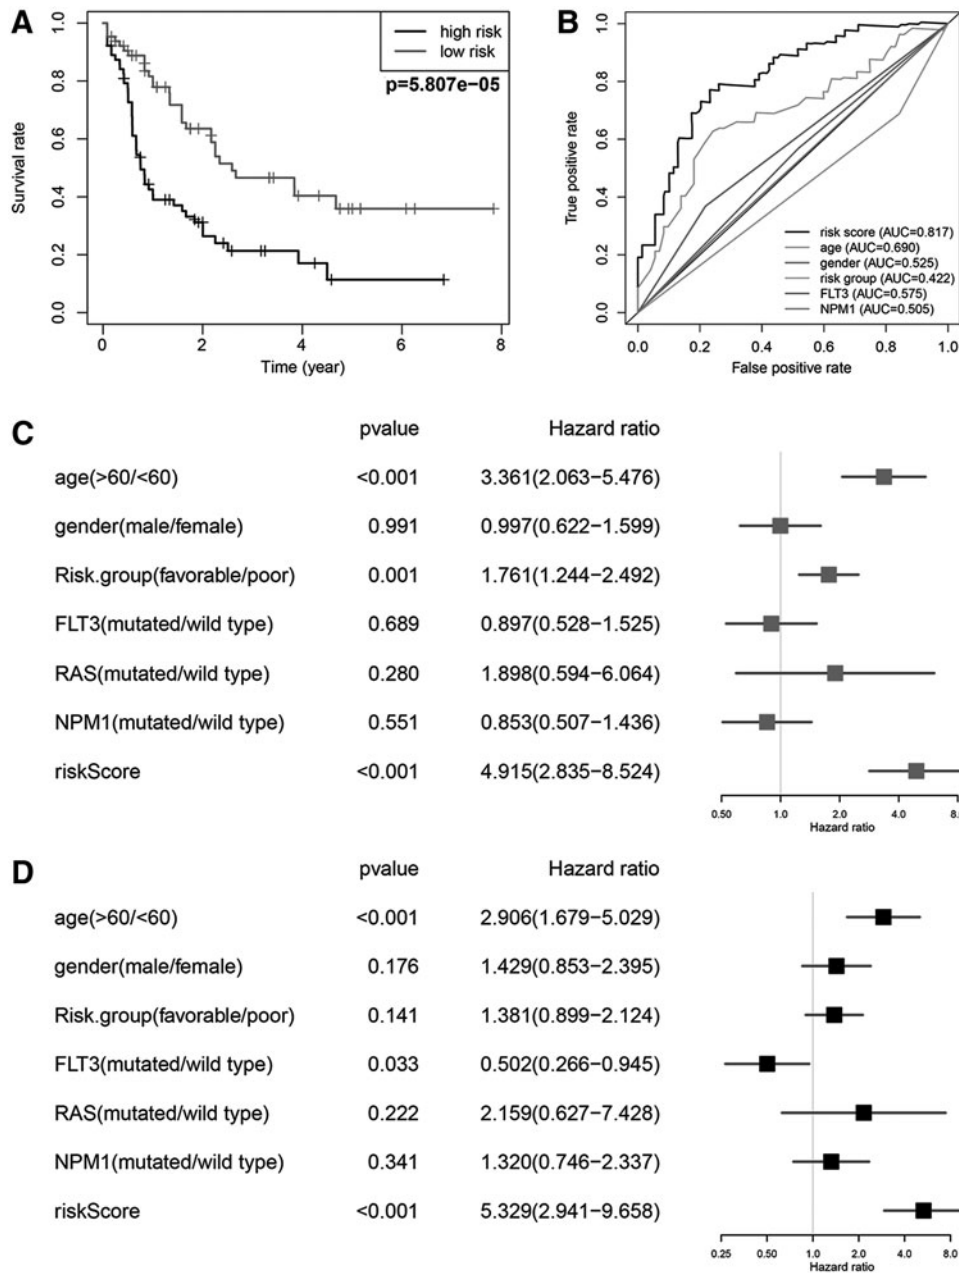 A
high risk
low risk
p=5.807e−05
Survival rate
1.0
0.8
0.6
0.4
0.2
0.0
0 2 4 6 8
Time (year)
B
True positive rate
1.0
0.8
0.6
0.4
0.2
0.0
risk score (AUC=0.817)
age (AUC=0.690)
gender (AUC=0.525)
risk group (AUC=0.422)
FLT3 (AUC=0.575)
NPM1 (AUC=0.505)
0.0 0.2 0.4 0.6 0.8 1.0
False positive rate
C
pvalue Hazard ratio
age(>60/<60) <0.001 3.361(2.063−5.476)
gender(male/female) 0.991 0.997(0.622−1.599)
Risk.group(favorable/poor) 0.001 1.761(1.244−2.492)
FLT3(mutated/wild type) 0.689 0.897(0.528−1.525)
RAS(mutated/wild type) 0.280 1.898(0.594−6.064)
NPM1(mutated/wild type) 0.551 0.853(0.507−1.436)
riskScore <0.001 4.915(2.835−8.524)
0.50 1.0 2.0 4.0 8.
Hazard ratio
D
pvalue Hazard ratio
age(>60/<60) <0.001 2.906(1.679−5.029)
gender(male/female) 0.176 1.429(0.853−2.395)
Risk.group(favorable/poor) 0.141 1.381(0.899−2.124)
FLT3(mutated/wild type) 0.033 0.502(0.266−0.945)
RAS(mutated/wild type) 0.222 2.159(0.627−7.428)
NPM1(mutated/wild type) 0.341 1.320(0.746−2.337)
riskScore <0.001 5.329(2.941−9.658)
0.25 0.50 1.0 2.0 4.0 8.0
Hazard ratio